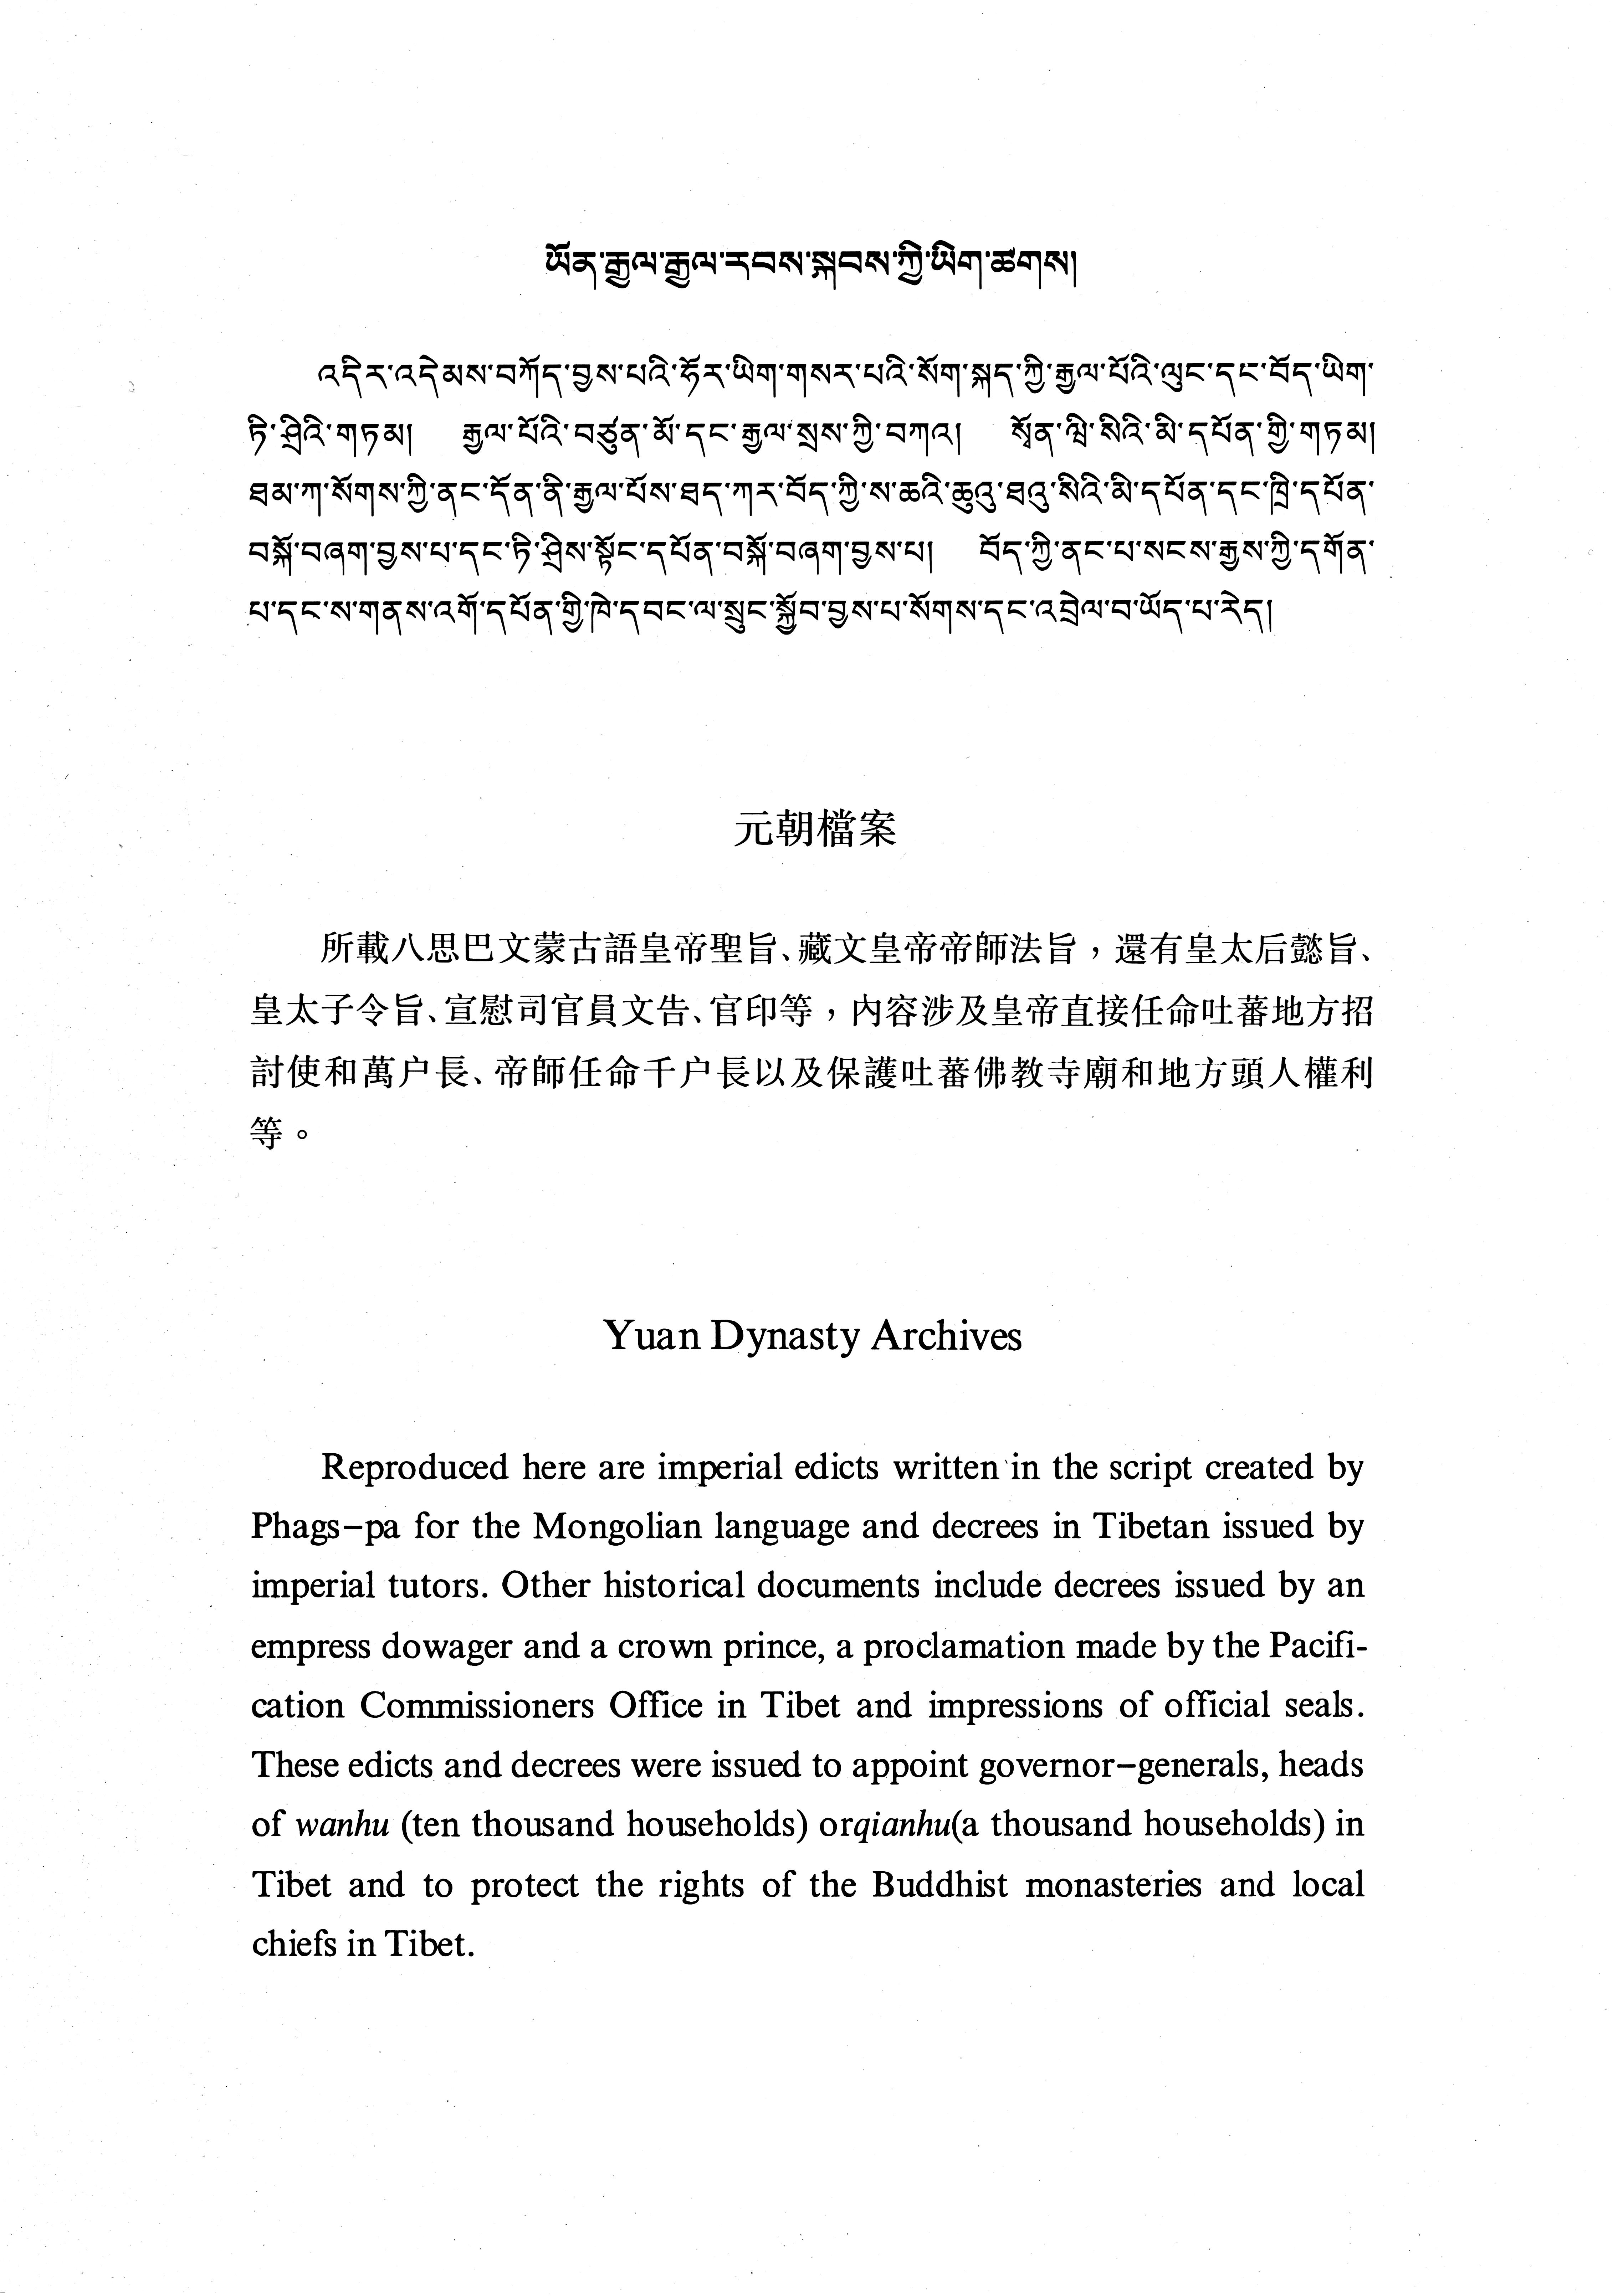 ཡོན་རྒྱལ་རྒྱལ་རབས་སྐབས་ཀྱི་ཡིག་ཚགས།
འདིར་འདེམས་བཀོད་བྱས་པའི་ཧོར་ཡིག་གསར་པའི་སོག་སྐད་ཀྱི་རྒྱལ་པོའི་ལུང་དང་བོད་ཡིག་
ཏི་ཤྲིའི་གཏམ། རྒྱལ་པོའི་བཙུན་མོ་དང་རྒྱལ་སྲས་ཀྱི་བཀའ། སྭོན་ཝེ་སིའི་མི་དཔོན་གྱི་གཏམ།
ཐམ་ཀ་སོགས་ཀྱི་ནང་དོན་ནི་རྒྱལ་པོས་ཐད་ཀར་བོད་ཀྱི་ས་ཆའི་ཆུའུ་ཐའུ་སིའི་མི་དཔོན་དང་ཁྲི་དཔོན་
བསྐོ་བཞག་བྱས་པ་དང་ཏི་ཤྲིས་སྟོང་དཔོན་བསྐོ་བཞག་བྱས་པ། བོད་ཀྱི་ནང་པ་སངས་རྒྱས་ཀྱི་དགོན་
པ་དང་ས་གནས་འགོ་དཔོན་གྱི་ཁེ་དབང་ལ་སྲུང་སྐྱོབ་བྱས་པ་སོགས་དང་འབྲེལ་བ་ཡོད་པ་རེད།
元朝檔案
所載八思巴文蒙古語皇帝聖旨、藏文皇帝帝師法旨，還有皇太后懿旨、
皇太子令旨、宣慰司官員文告、官印等，內容涉及皇帝直接任命吐蕃地方招
討使和萬户長、帝師任命千户長以及保護吐蕃佛教寺廟和地方頭人權利
等。
Yuan Dynasty Archives
Reproduced here are imperial edicts written in the script created by
Phags-pa for the Mongolian language and decrees in Tibetan issued by
imperial tutors. Other historical documents include decrees issued by an
empress dowager and a crown prince, a proclamation made by the Pacifi-
cation Commissioners Office in Tibet and impressions of official seals.
These edicts and decrees were issued to appoint governor-generals, heads
of wanhu (ten thousand households) orqianhu(a thousand households) in
Tibet and to protect the rights of the Buddhist monasteries and local
chiefs in Tibet.